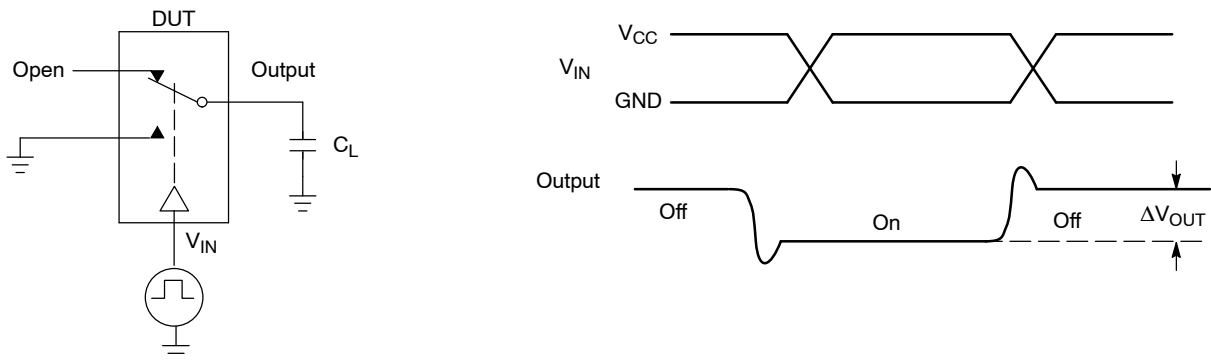 DUT
Open
Output
C_L
V_IN
V_CC
V_IN
GND
Output
Off
On
Off
ΔV_OUT